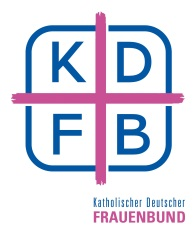 K D
F B
Katholischer Deutscher
FRAUENBUND